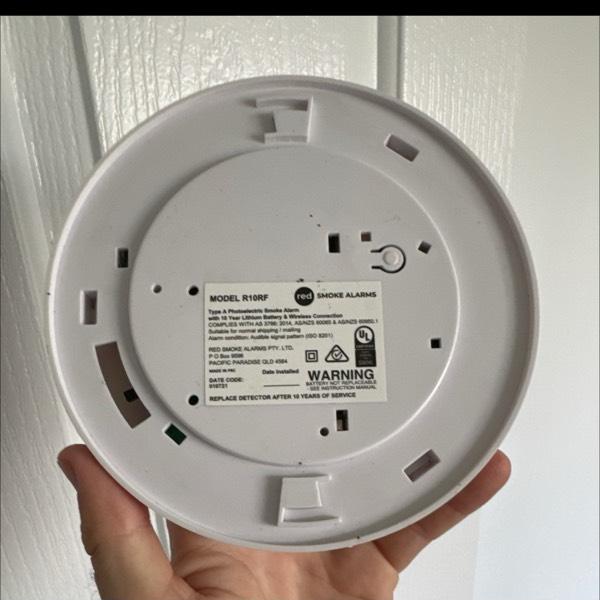 MODEL R10RF
red SMOKE ALARMS
Type A Photoelectric Smoke Alarm
with 10 Year Lithium Battery & Wireless Connection
COMPLIES WITH AS 3786: 2014, AS/NZS 60065 & AS/NZS 60950.1
Suitable for normal shipping / mailing
Alarm condition: Audible signal pattern (ISO 8201)
RED SMOKE ALARMS PTY. LTD.
P O Box 9698
PACIFIC PARADISE QLD 4564
UL
MADE IN PRC
Date Installed
DATE CODE:
WARNING
BATTERY NOT REPLACEABLE
- SEE INSTRUCTION MANUAL
REPLACE DETECTOR AFTER 10 YEARS OF SERVICE